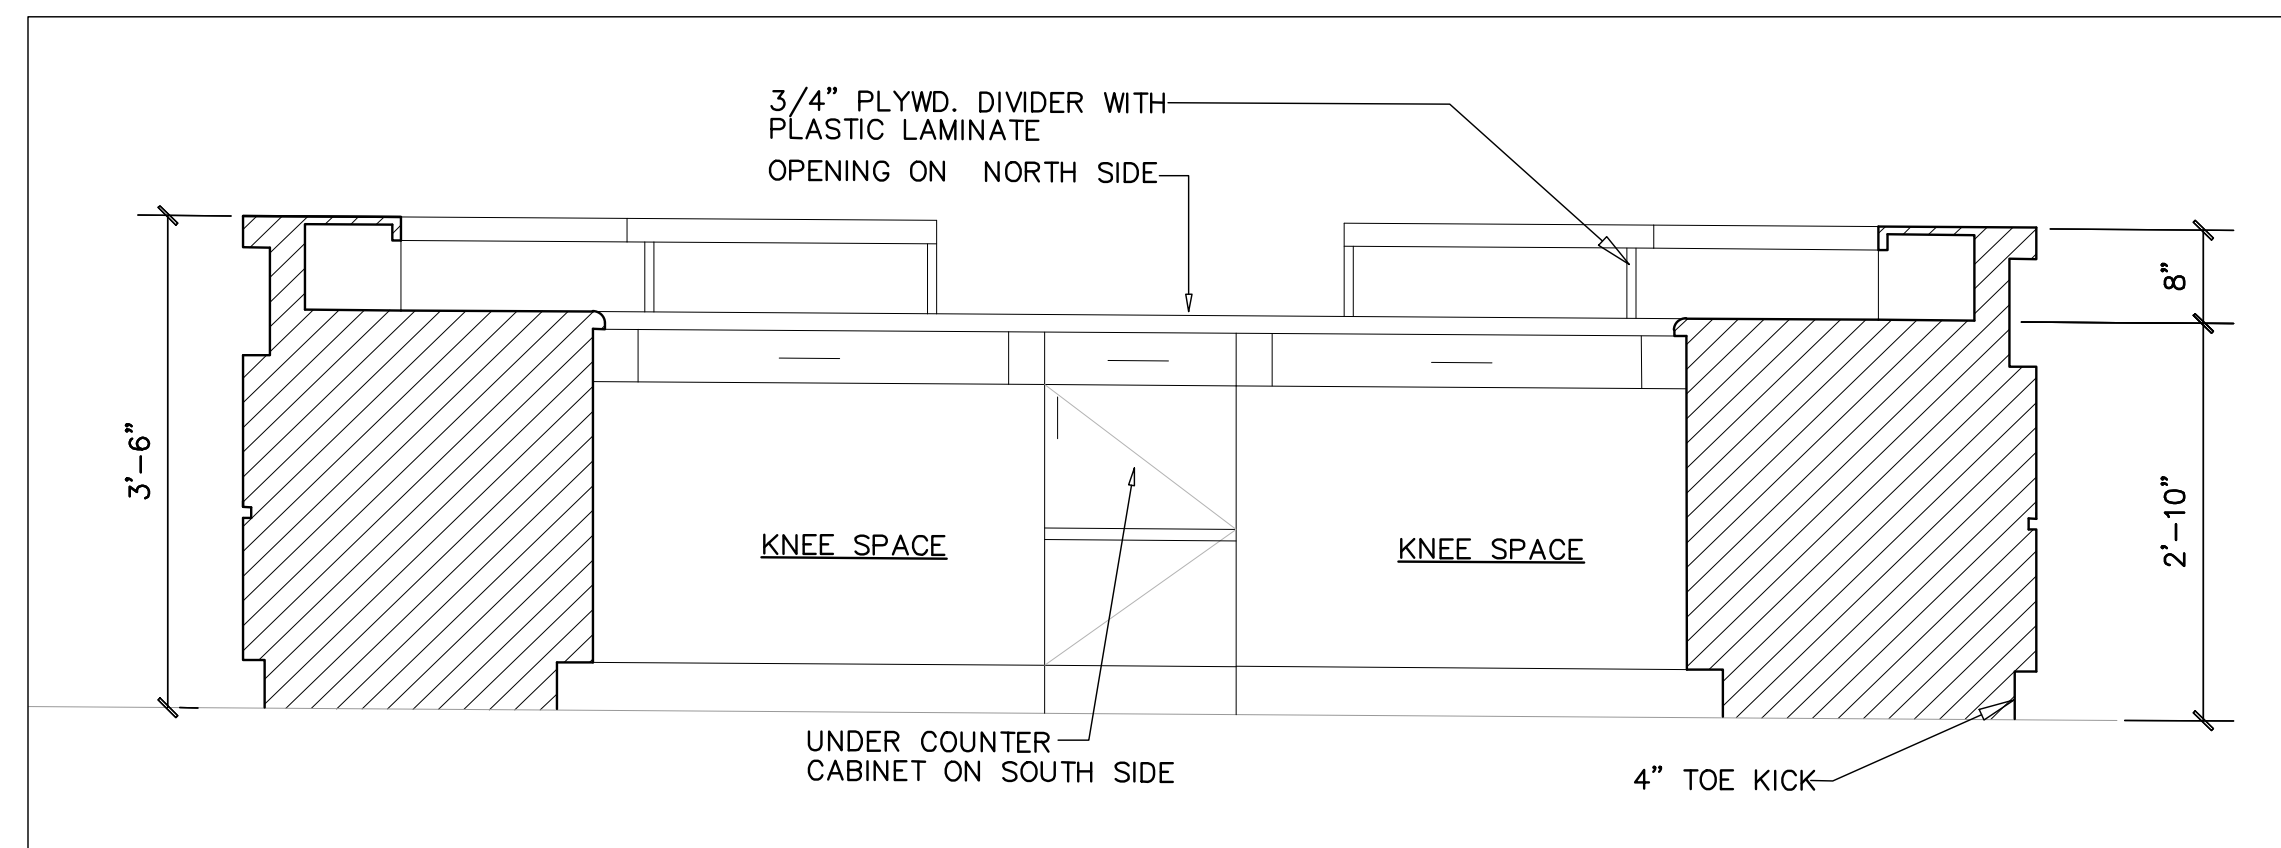 3/4" PLYWD. DIVIDER WITH
PLASTIC LAMINATE
OPENING ON NORTH SIDE
8"
3'-6"
2'-10"
KNEE SPACE
KNEE SPACE
UNDER COUNTER
CABINET ON SOUTH SIDE
4" TOE KICK